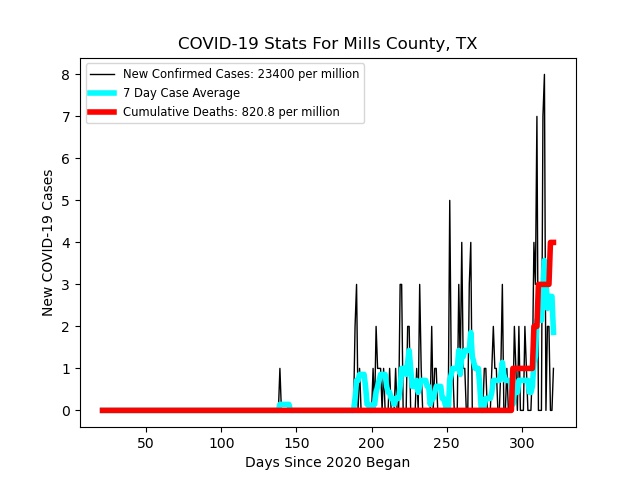 COVID-19 Stats For Mills County, TX
New Confirmed Cases: 23400 per million
7 Day Case Average
Cumulative Deaths: 820.8 per million
New COVID-19 Cases
8
7
6
5
4
3
2
1
0
50 100 150 200 250 300
Days Since 2020 Began